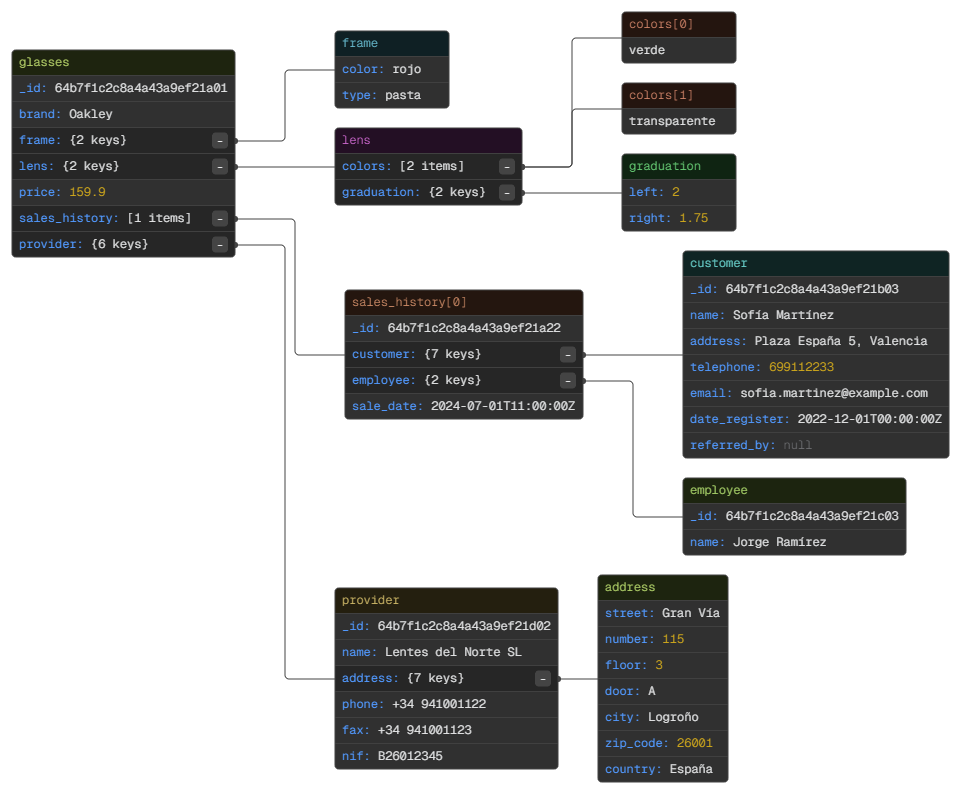 glasses
_id: 64b7f1c2c8a4a43a9ef21a01
brand: Oakley
frame: {2 keys}
lens: {2 keys}
price: 159.9
sales_history: [1 items]
provider: {6 keys}
frame
color: rojo
type: pasta
lens
colors: [2 items]
graduation: {2 keys}
colors[0]
verde
colors[1]
transparente
graduation
left: 2
right: 1.75
sales_history[0]
_id: 64b7f1c2c8a4a43a9ef21a22
customer: {7 keys}
employee: {2 keys}
sale_date: 2024-07-01T11:00:00Z
customer
_id: 64b7f1c2c8a4a43a9ef21b03
name: Sofía Martínez
address: Plaza España 5, Valencia
telephone: 699112233
email: sofia.martinez@example.com
date_register: 2022-12-01T00:00:00Z
referred_by: null
employee
_id: 64b7f1c2c8a4a43a9ef21c03
name: Jorge Ramírez
provider
_id: 64b7f1c2c8a4a43a9ef21d02
name: Lentes del Norte SL
address: {7 keys}
phone: +34 941001122
fax: +34 941001123
nif: B26012345
address
street: Gran Vía
number: 115
floor: 3
door: A
city: Logroño
zip_code: 26001
country: España